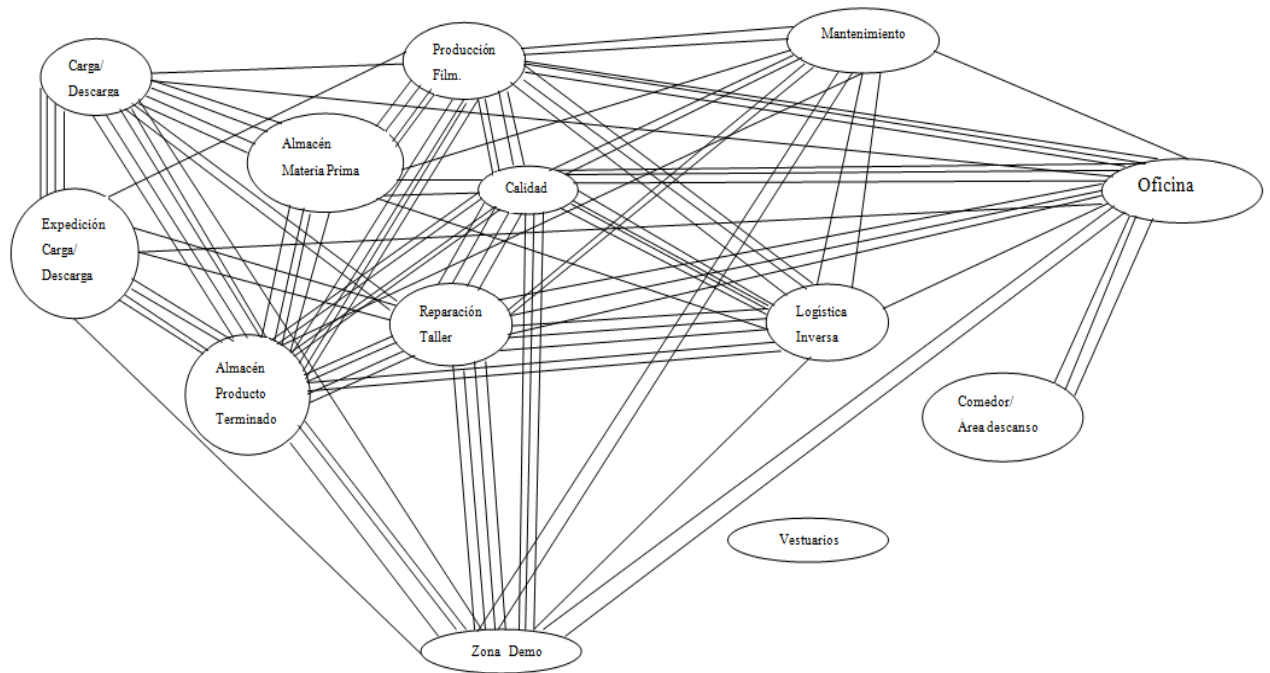 Mantenimiento
Producción
Film.
Carga/
Descarga
Almacén
Materia Prima
Calidad
Oficina
Expedición
Carga/
Descarga
Reparación
Taller
Logística
Inversa
Almacén
Producto
Terminado
Comedor/
Área descanso
Vestuarios
Zona Demo